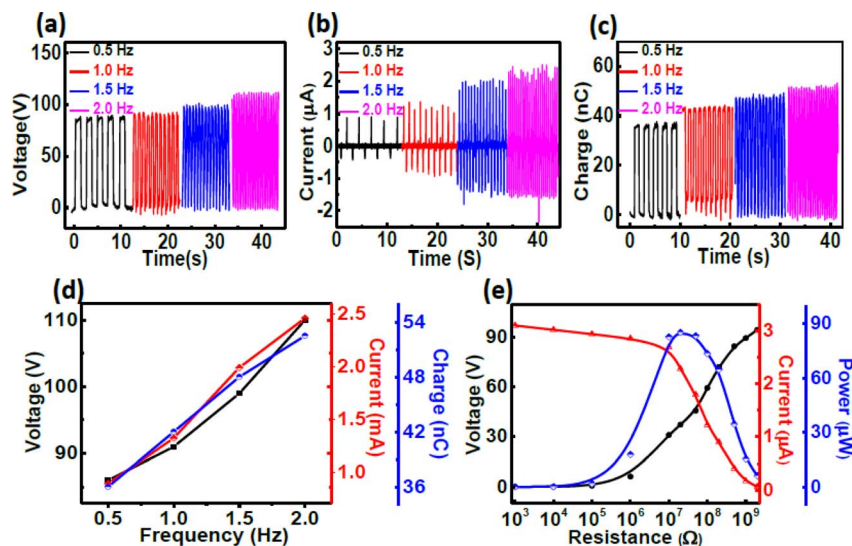 (a)
150
100
50
0
Voltage(V)
0.5 Hz
1.0 Hz
1.5 Hz
2.0 Hz
0 10 20 30 40
Time(s)
(b)
3
2
1
0
-1
-2
Current (µA)
0.5 Hz
1.0 Hz
1.5 Hz
2.0 Hz
0 10 20 30 40
Time (S)
(c)
60
40
20
0
Charge (nC)
0.5 Hz
1.0 Hz
1.5 Hz
2.0 Hz
0 10 20 30 40
Time (s)
(d)
110
100
90
Voltage (V)
2.5
2.0
1.5
1.0
Current (mA)
54
48
42
36
Charge (nC)
0.5 1.0 1.5 2.0
Frequency (Hz)
(e)
90
60
30
0
Voltage (V)
3
2
1
0
Current (µA)
90
60
30
0
Power (µW)
10³ 10⁴ 10⁵ 10⁶ 10⁷ 10⁸ 10⁹
Resistance (Ω)